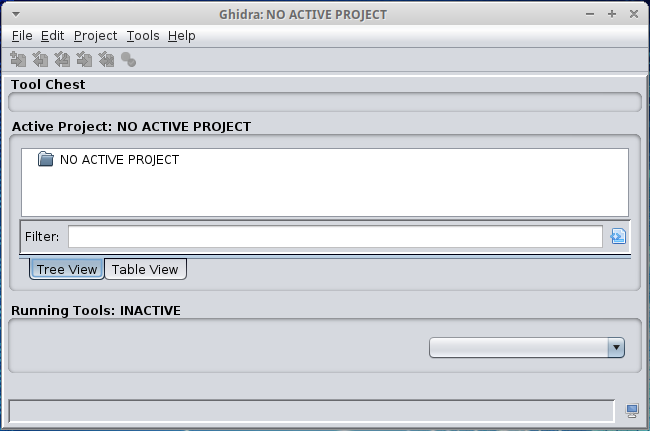 Ghidra: NO ACTIVE PROJECT
File Edit Project Tools Help
Tool Chest
Active Project: NO ACTIVE PROJECT
NO ACTIVE PROJECT
Filter:
Tree View Table View
Running Tools: INACTIVE